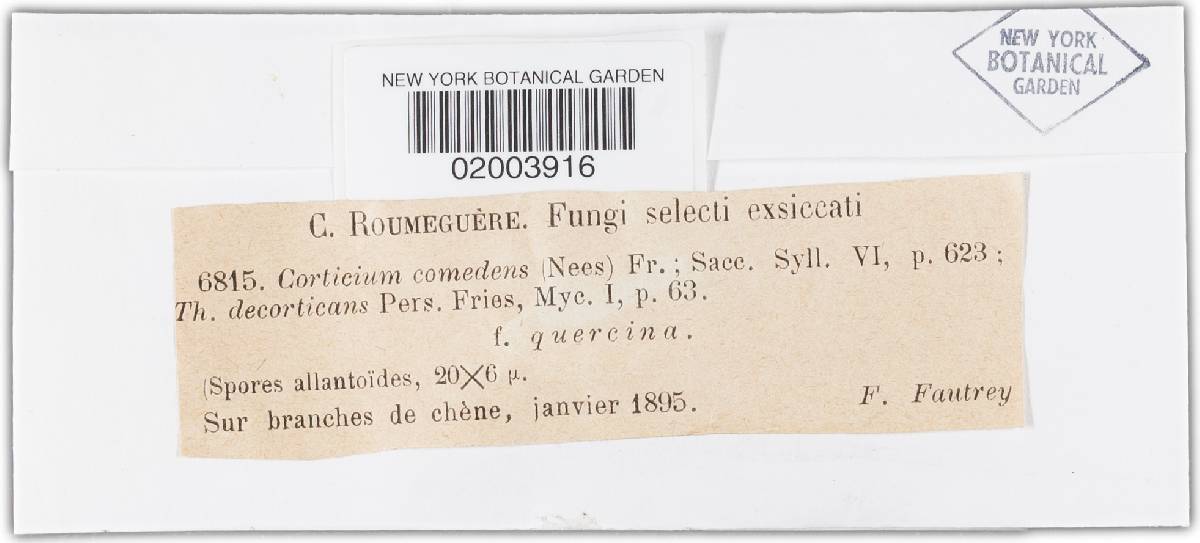 NEW YORK
BOTANICAL
GARDEN
NEW YORK BOTANICAL GARDEN
02003916
C. ROUMEGUÈRE. Fungi selecti exsiccati
6815. Corticium comedens (Nees) Fr.; Sacc. Syll. VI, p. 623;
Th. decorticans Pers. Fries, Myc. I, p. 63.
f. quercina.
(Spores allantoïdes, 20×6 µ.
Sur branches de chène, janvier 1895.
F. Fautrey